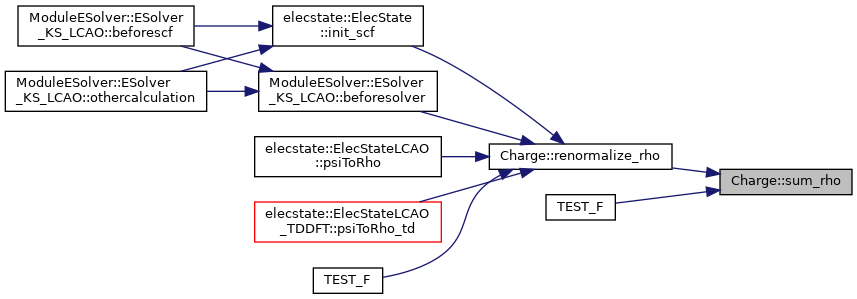 ModuleESolver::ESolver
_KS_LCAO::beforescf
elecstate::ElecState
::init_scf
ModuleESolver::ESolver
_KS_LCAO::othercalculation
ModuleESolver::ESolver
_KS_LCAO::beforesolver
elecstate::ElecStateLCAO
::psiToRho
Charge::renormalize_rho
Charge::sum_rho
elecstate::ElecStateLCAO
_TDDFT::psiToRho_td
TEST_F
TEST_F